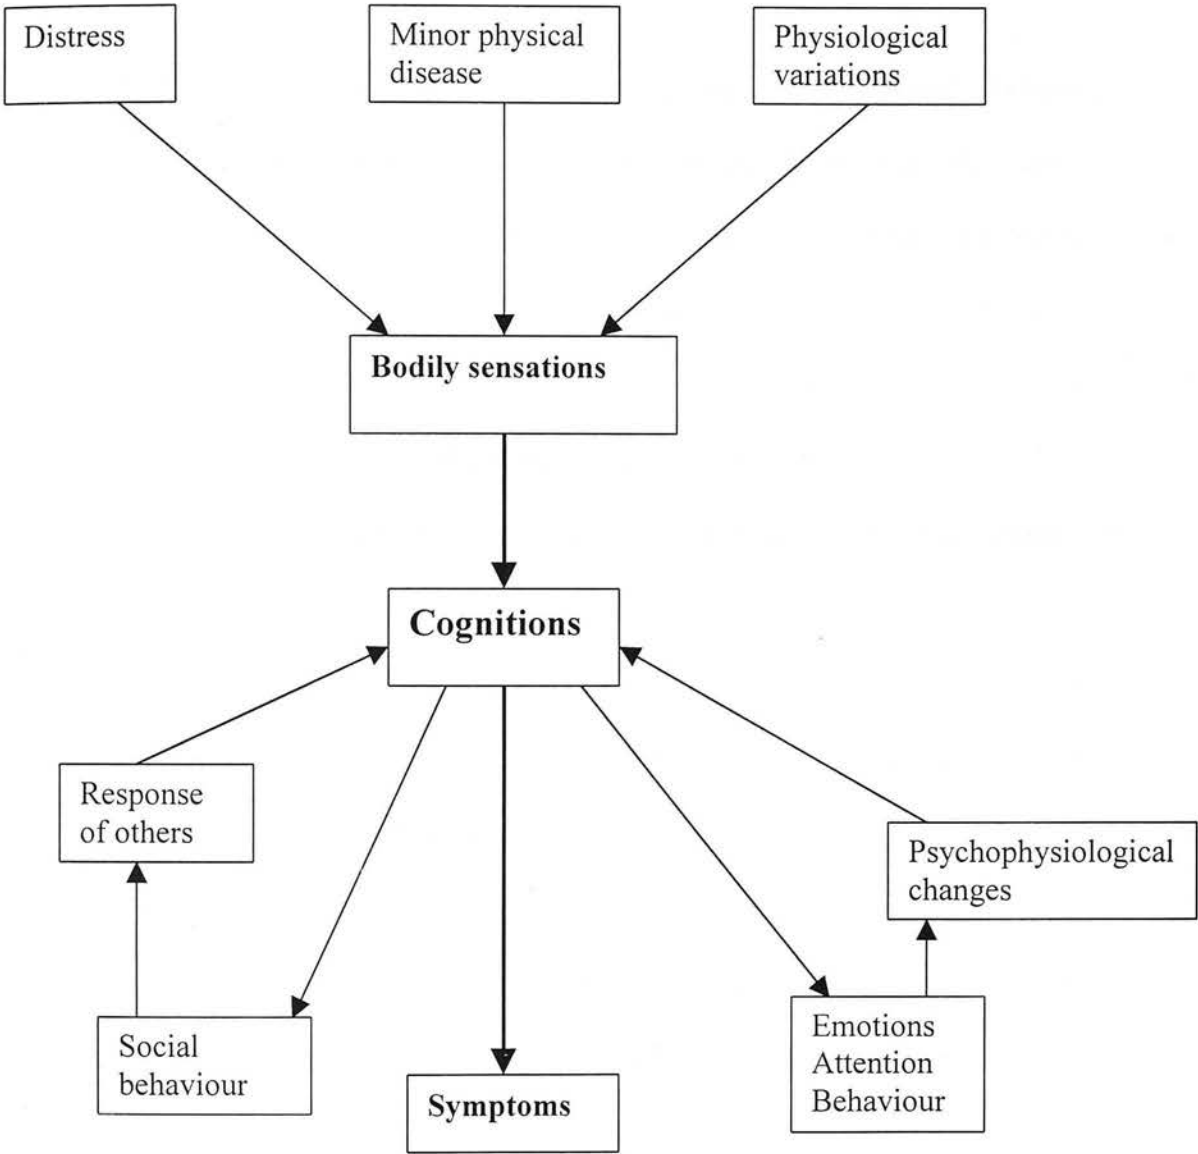 Distress
Minor physical
disease
Physiological
variations
Bodily sensations
Cognitions
Response
of others
Psychophysiological
changes
Social
behaviour
Emotions
Attention
Behaviour
Symptoms